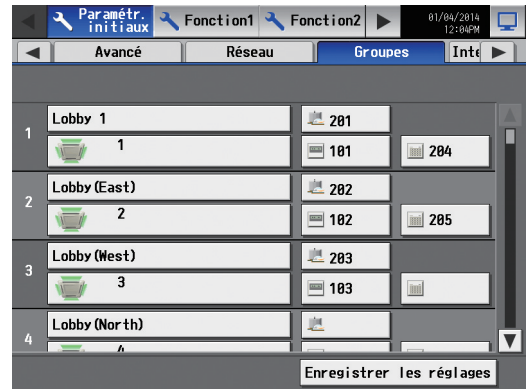 Paramétr. initiaux Fonction1 Fonction2 01/04/2014 12:04PM
Avancé Réseau Groupes Inte
1 Lobby 1 201
1 101 204
2 Lobby(East) 202
2 102 205
3 Lobby(West) 203
3 103
4 Lobby(North)
4
Enregistrer les réglages